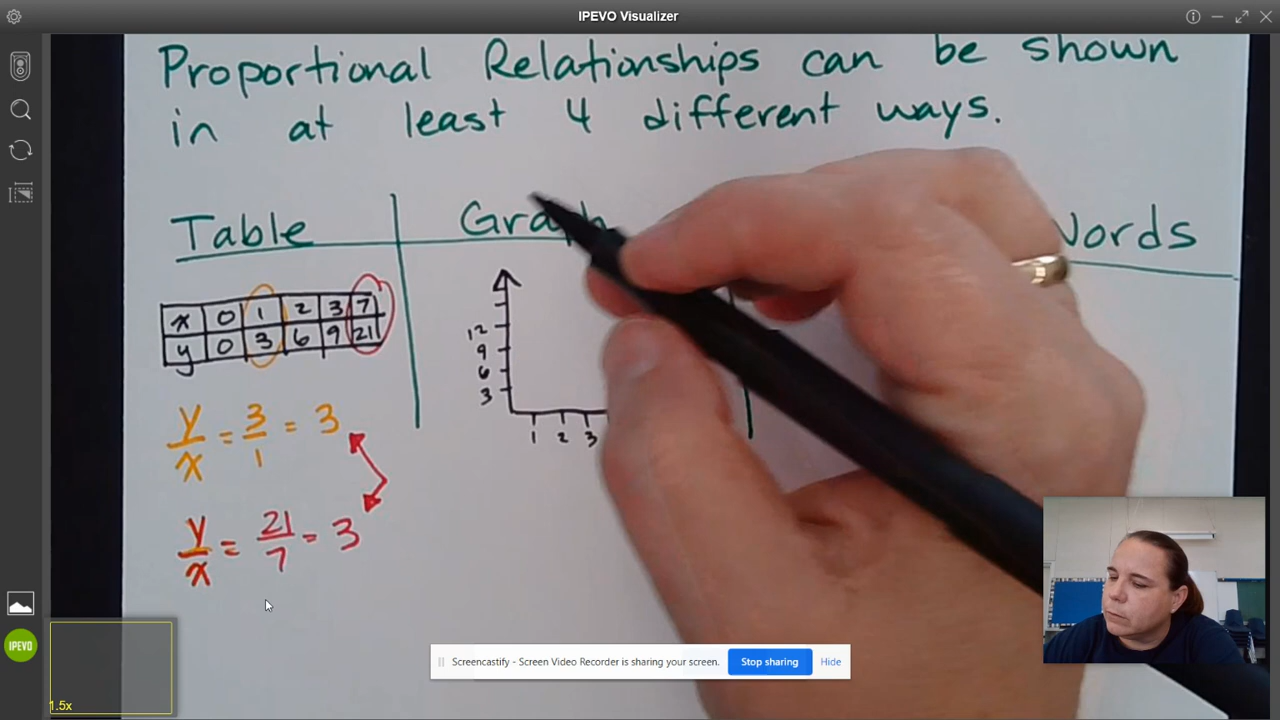 IPEVO Visualizer
Proportional Relationships can be shown
in at least 4 different ways.
Table
x 0 1 2 3 7
y 0 3 6 9 21
y/x = 3/1 = 3
y/x = 21/7 = 3
Graph
12
9
6
3
1 2 3
Words
IPEVO
1.5x
Screencastify - Screen Video Recorder is sharing your screen. Stop sharing Hide